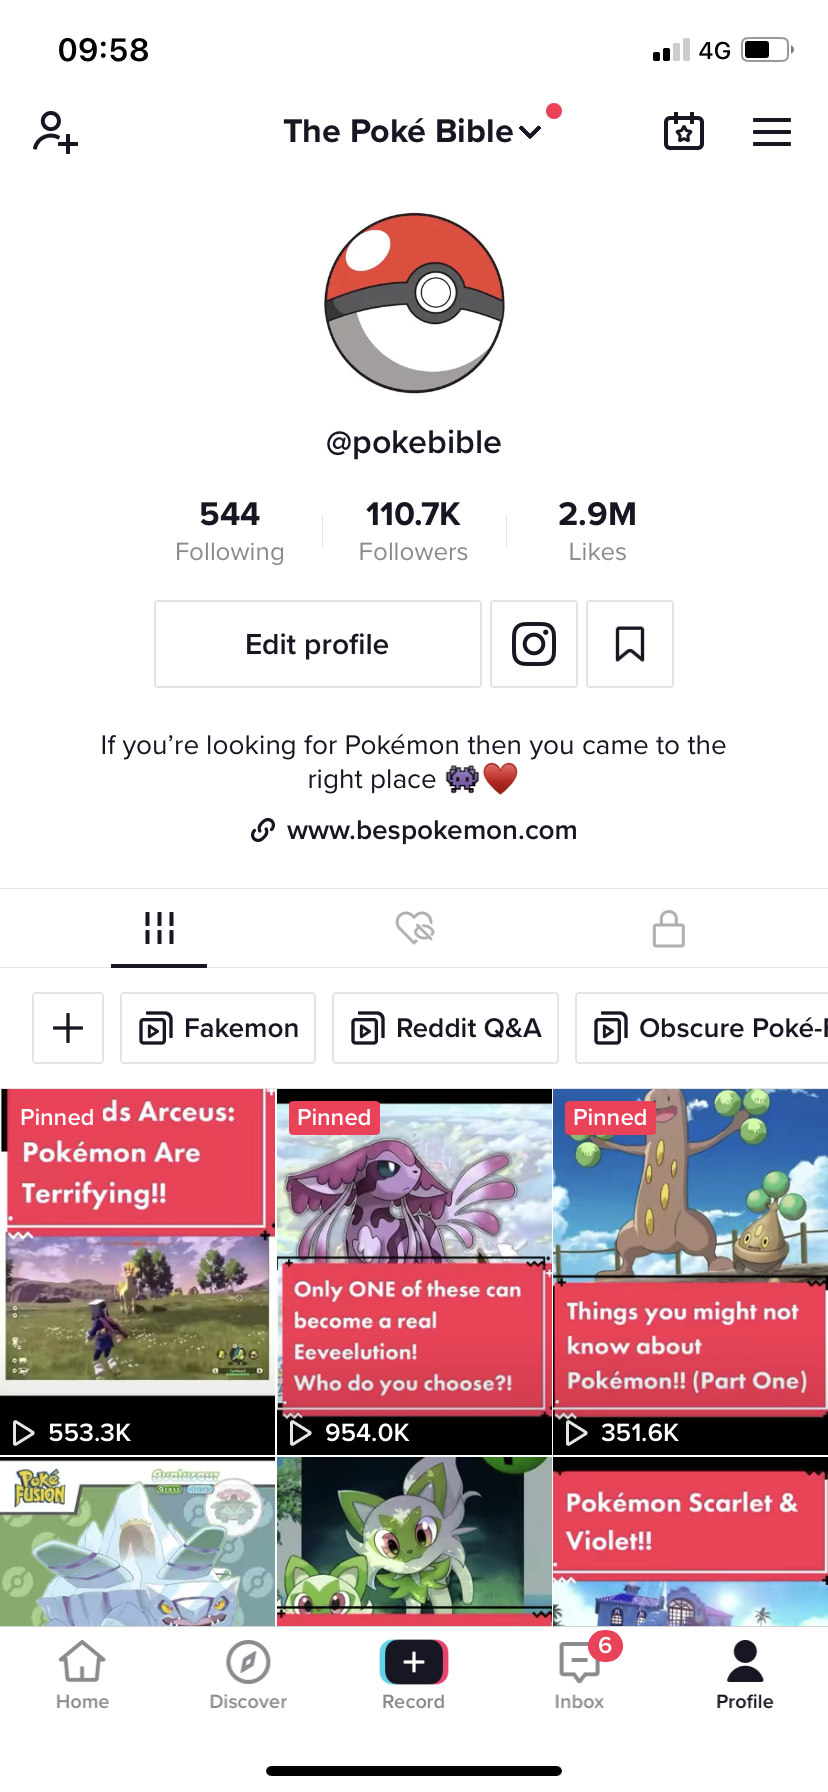 09:58
4G
The Poké Bible
@pokebible
544
110.7K
2.9M
Following
Followers
Likes
Edit profile
If you’re looking for Pokémon then you came to the
right place 👾♥️
www.bespokemon.com
Fakemon
Reddit Q&A
Obscure Poké-
Pinned ds Arceus:
Pokémon Are
Terrifying!!
553.3K
Pinned
Only ONE of these can
become a real
Eeveelution!
Who do you choose?!
954.0K
Pinned
Things you might not
know about
Pokémon!! (Part One)
351.6K
Poké
FUSION
Avalusaur
Pokémon Scarlet &
Violet!!
Home
Discover
Record
6
Inbox
Profile